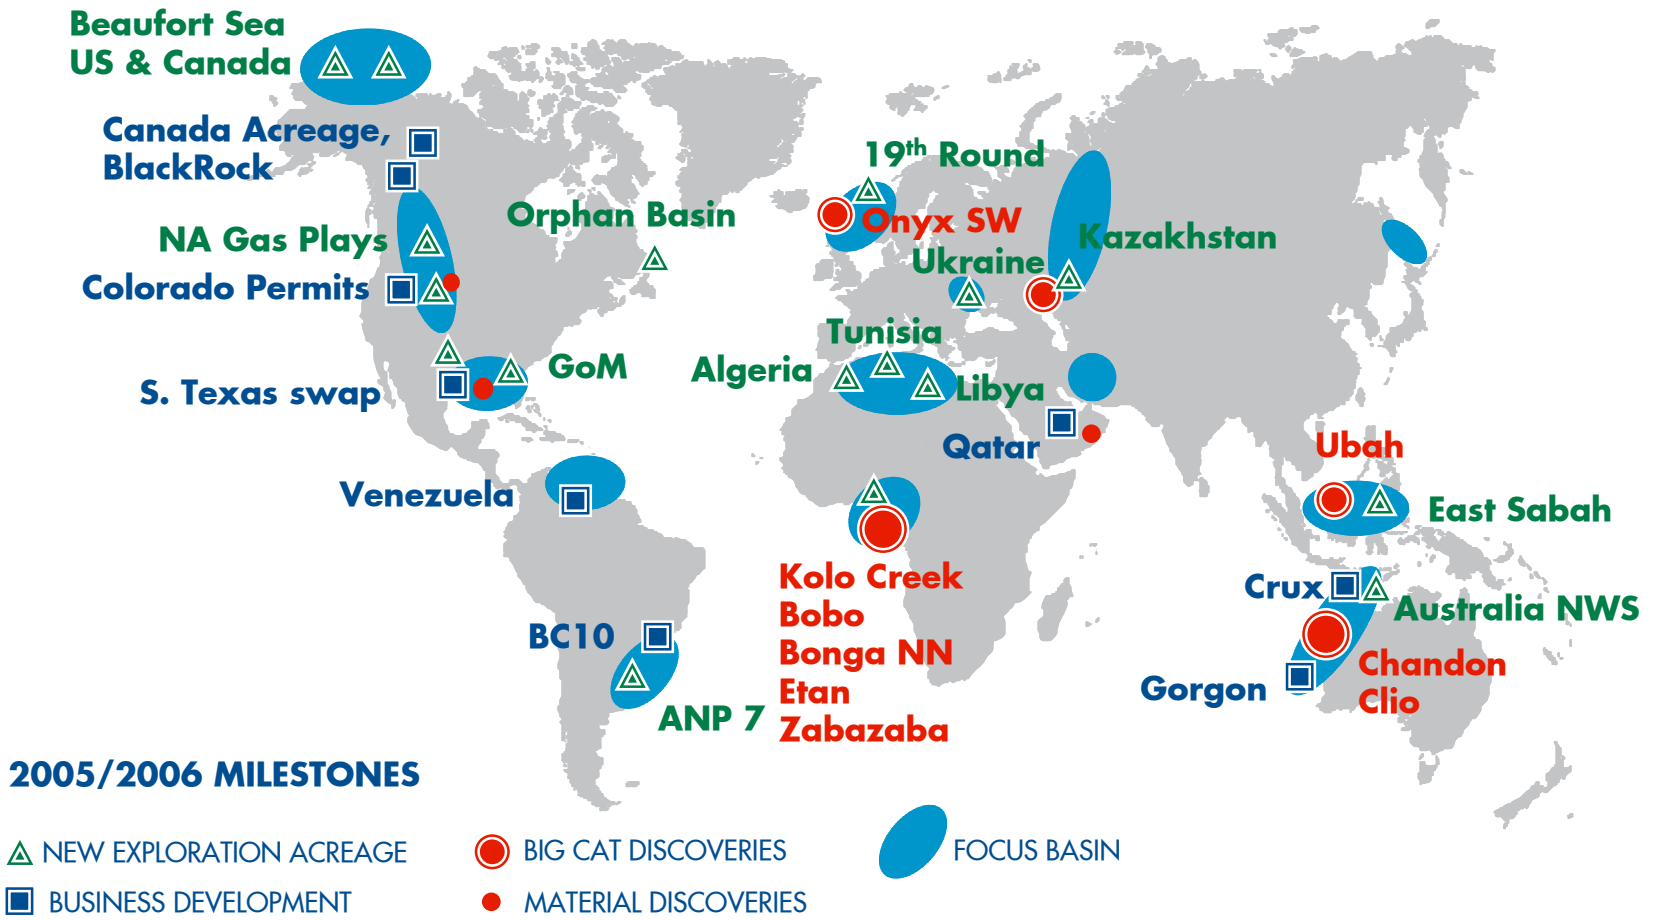 Beaufort Sea
US & Canada
Canada Acreage,
BlackRock
19th Round
Orphan Basin
Onyx SW
NA Gas Plays
Kazakhstan
Ukraine
Colorado Permits
Tunisia
GoM
Algeria
Libya
S. Texas swap
Qatar
Ubah
Venezuela
East Sabah
Kolo Creek
Bobo
Bonga NN
Etan
Zabazaba
Crux
Australia NWS
BC10
Chandon
Clio
Gorgon
ANP 7
2005/2006 MILESTONES
NEW EXPLORATION ACREAGE
BIG CAT DISCOVERIES
FOCUS BASIN
BUSINESS DEVELOPMENT
MATERIAL DISCOVERIES